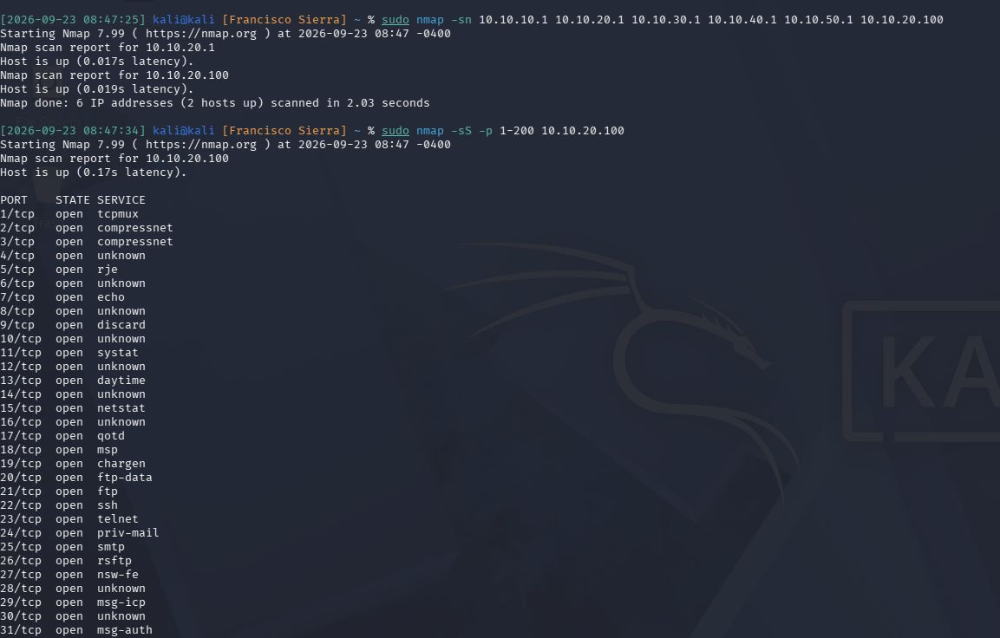 [2026-09-23 08:47:25] kali@kali [Francisco Sierra] ~ % sudo nmap -sn 10.10.10.1 10.10.20.1 10.10.30.1 10.10.40.1 10.10.50.1 10.10.20.100
Starting Nmap 7.99 ( https://nmap.org ) at 2026-09-23 08:47 -0400
Nmap scan report for 10.10.20.1
Host is up (0.017s latency).
Nmap scan report for 10.10.20.100
Host is up (0.019s latency).
Nmap done: 6 IP addresses (2 hosts up) scanned in 2.03 seconds
[2026-09-23 08:47:34] kali@kali [Francisco Sierra] ~ % sudo nmap -sS -p 1-200 10.10.20.100
Starting Nmap 7.99 ( https://nmap.org ) at 2026-09-23 08:47 -0400
Nmap scan report for 10.10.20.100
Host is up (0.17s latency).
PORT STATE SERVICE
1/tcp open tcpmux
2/tcp open compressnet
3/tcp open compressnet
4/tcp open unknown
5/tcp open rje
6/tcp open unknown
7/tcp open echo
8/tcp open unknown
9/tcp open discard
10/tcp open unknown
11/tcp open systat
12/tcp open unknown
13/tcp open daytime
14/tcp open unknown
15/tcp open netstat
16/tcp open unknown
17/tcp open qotd
18/tcp open msp
19/tcp open chargen
20/tcp open ftp-data
21/tcp open ftp
22/tcp open ssh
23/tcp open telnet
24/tcp open priv-mail
25/tcp open smtp
26/tcp open rsftp
27/tcp open nsw-fe
28/tcp open unknown
29/tcp open msg-icp
30/tcp open unknown
31/tcp open msg-auth
KA